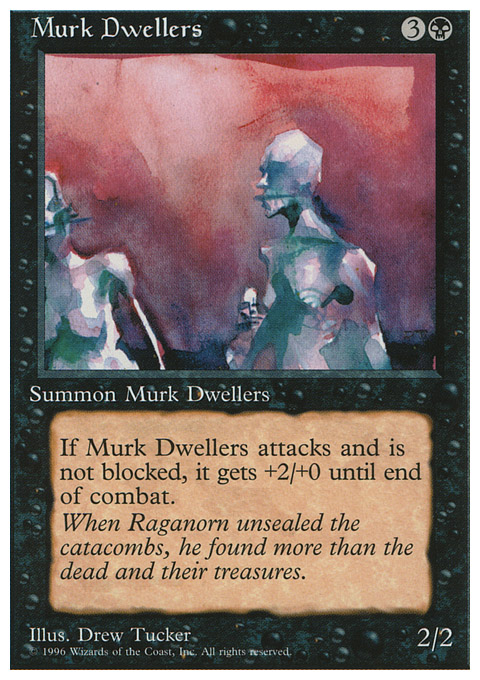 Murk Dwellers 3
Summon Murk Dwellers
If Murk Dwellers attacks and is
not blocked, it gets +2/+0 until end
of combat.
When Raganorn unsealed the
catacombs, he found more than the
dead and their treasures.
Illus. Drew Tucker
© 1996 Wizards of the Coast, Inc. All rights reserved.
2/2